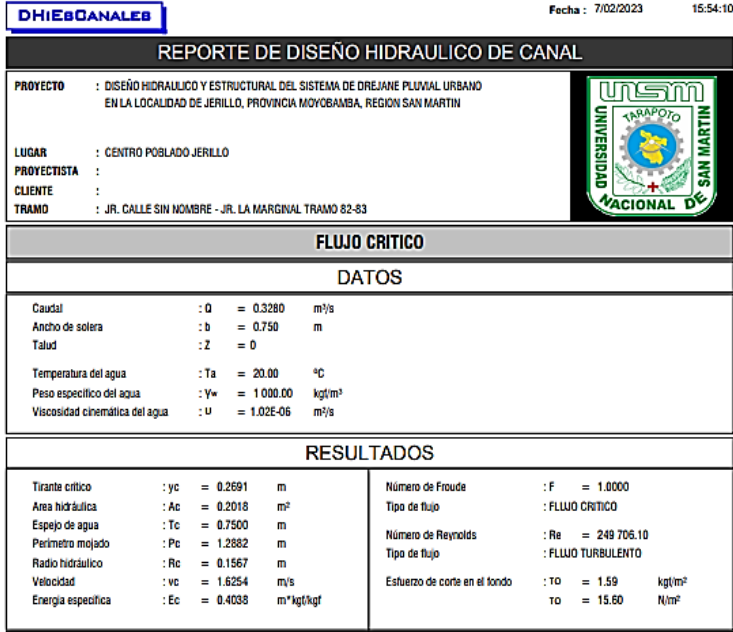 DHIEsCANALES
Fecha : 7/02/2023 15:54:10
REPORTE DE DISEÑO HIDRAULICO DE CANAL
PROYECTO : DISEÑO HIDRAULICO Y ESTRUCTURAL DEL SISTEMA DE DREJANE PLUVIAL URBANO
EN LA LOCALIDAD DE JERILLO, PROVINCIA MOYOBAMBA, REGION SAN MARTIN
LUGAR : CENTRO POBLADO JERILLO
PROYECTISTA :
CLIENTE :
TRAMO : JR. CALLE SIN NOMBRE - JR. LA MARGINAL TRAMO 82-83
UNSM
TARAPOTO
UNIVERSIDAD NACIONAL DE SAN MARTIN
FLUJO CRITICO
DATOS
Caudal : Q = 0.3280 m³/s
Ancho de solera : b = 0.750 m
Talud : Z = 0
Temperatura del agua : Ta = 20.00 ºC
Peso específico del agua : γw = 1 000.00 kgf/m³
Viscosidad cinemática del agua : U = 1.02E-06 m²/s
RESULTADOS
Tirante crítico : yc = 0.2691 m
Area hidráulica : Ac = 0.2018 m²
Espejo de agua : Tc = 0.7500 m
Perímetro mojado : Pc = 1.2882 m
Radio hidráulico : Rc = 0.1567 m
Velocidad : vc = 1.6254 m/s
Energía específica : Ec = 0.4038 m*kgf/kgf
Número de Froude : F = 1.0000
Tipo de flujo : FLUJO CRITICO
Número de Reynolds : Re = 249 706.10
Tipo de flujo : FLUJO TURBULENTO
Esfuerzo de corte en el fondo : TO = 1.59 kgf/m²
TO = 15.60 N/m²